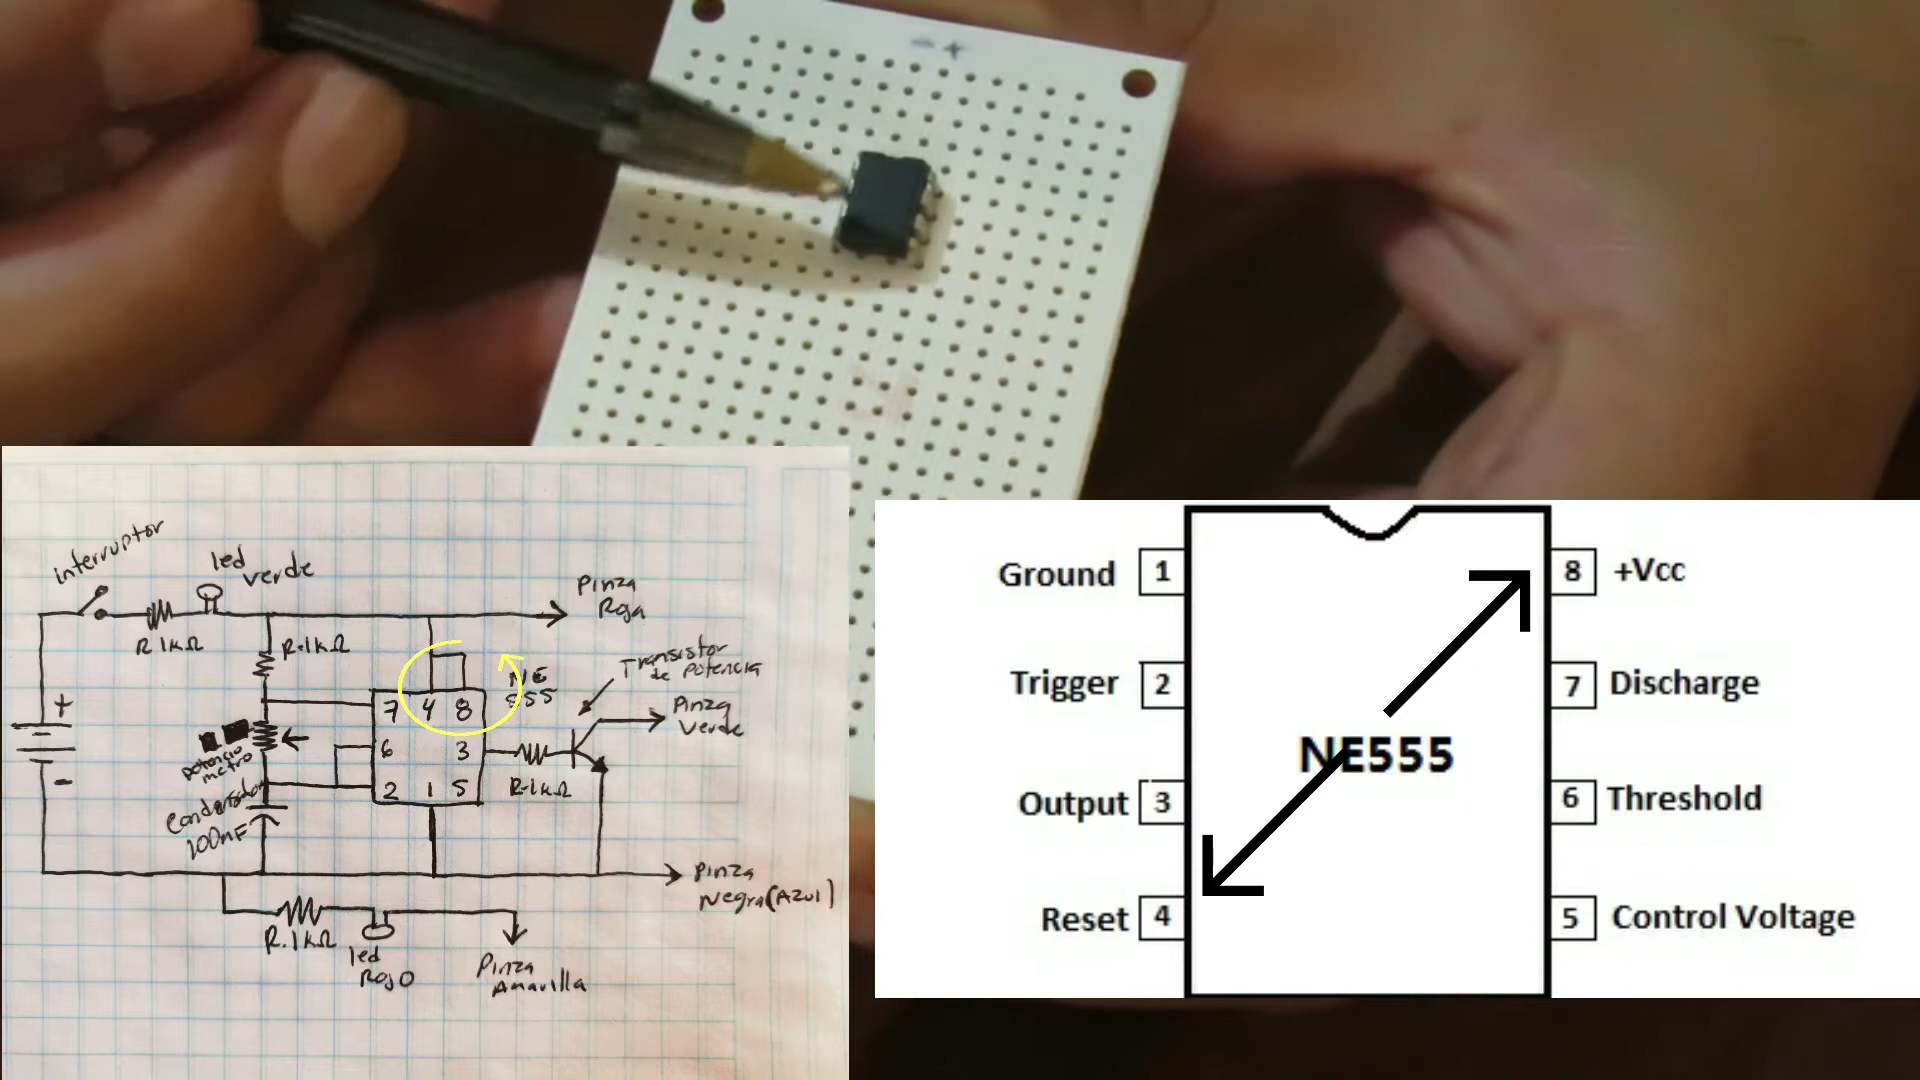 - +
interruptor
led
verde
Pinza
Roja
R 1kΩ
R.1kΩ
Transistor
de Potencia
NE
555
Pinza
Verde
+
7 4 8
6 3
2 1 5
potencio
metro
-
R.1kΩ
Condensador
100nF
Pinza
Negra(Azul)
R.1kΩ
led
Rojo
Pinza
Amarilla
Ground 1
8 +Vcc
Trigger 2
7 Discharge
NE555
Output 3
6 Threshold
Reset 4
5 Control Voltage